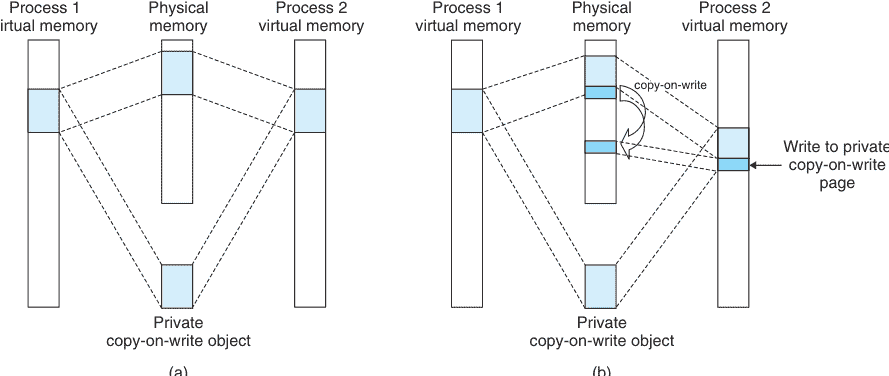 Process 1
virtual memory
Physical
memory
Process 2
virtual memory
Private
copy-on-write object
(a)
Process 1
virtual memory
Physical
memory
Process 2
virtual memory
copy-on-write
Write to private
copy-on-write
page
Private
copy-on-write object
(b)